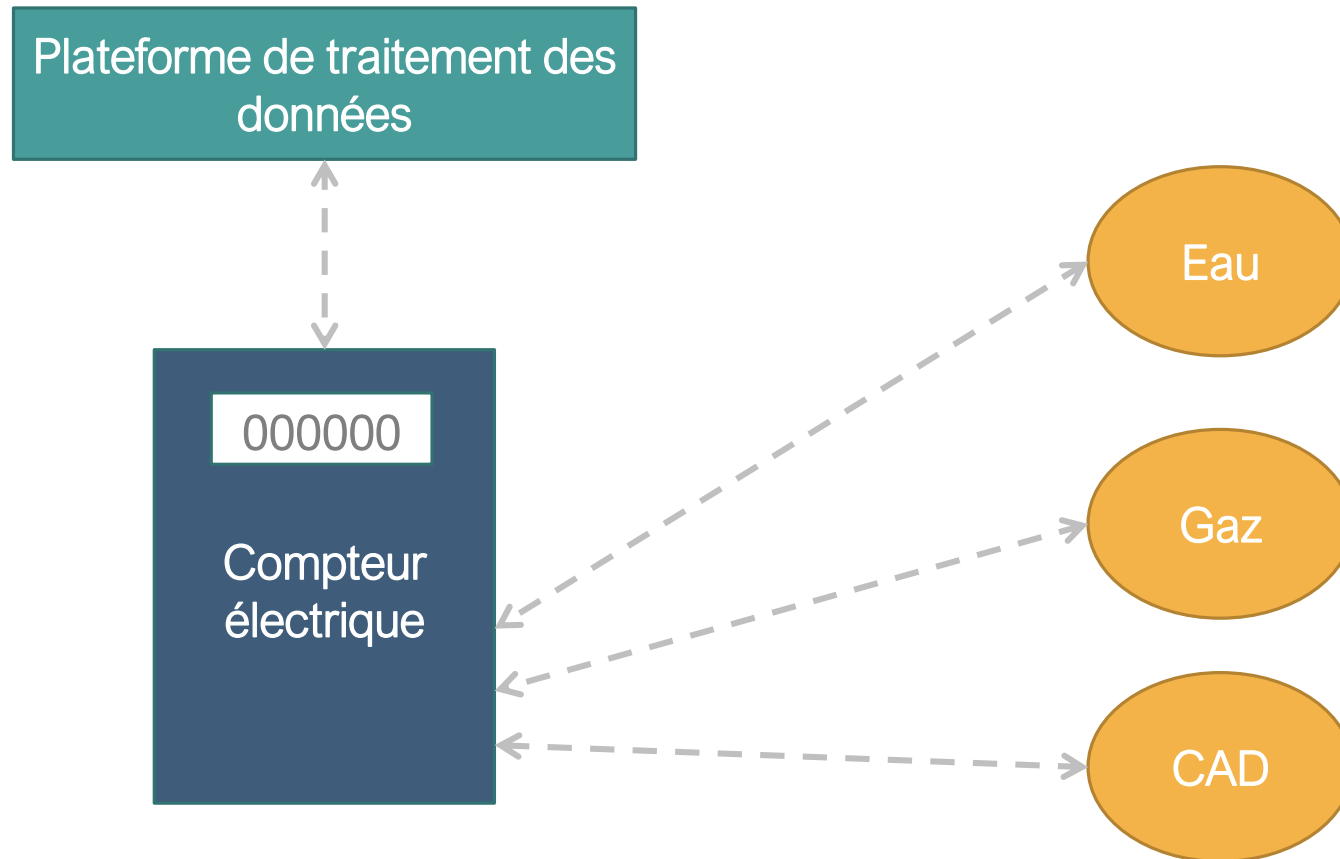 Plateforme de traitement des
données
Eau
000000
Gaz
Compteur
électrique
CAD